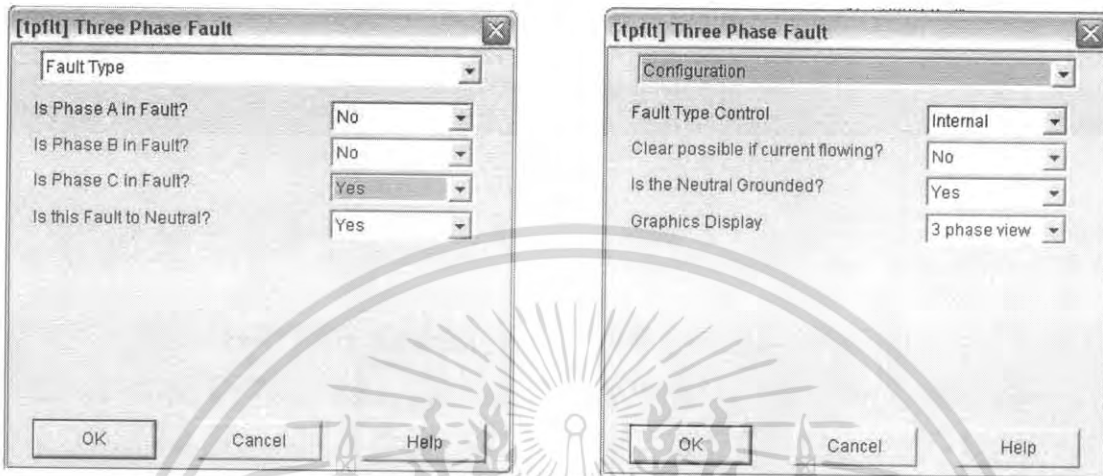 [tpflt] Three Phase Fault
Fault Type
Is Phase A in Fault? No
Is Phase B in Fault? No
Is Phase C in Fault? Yes
Is this Fault to Neutral? Yes
OK Cancel Help
[tpflt] Three Phase Fault
Configuration
Fault Type Control Internal
Clear possible if current flowing? No
Is the Neutral Grounded? Yes
Graphics Display 3 phase view
OK Cancel Help